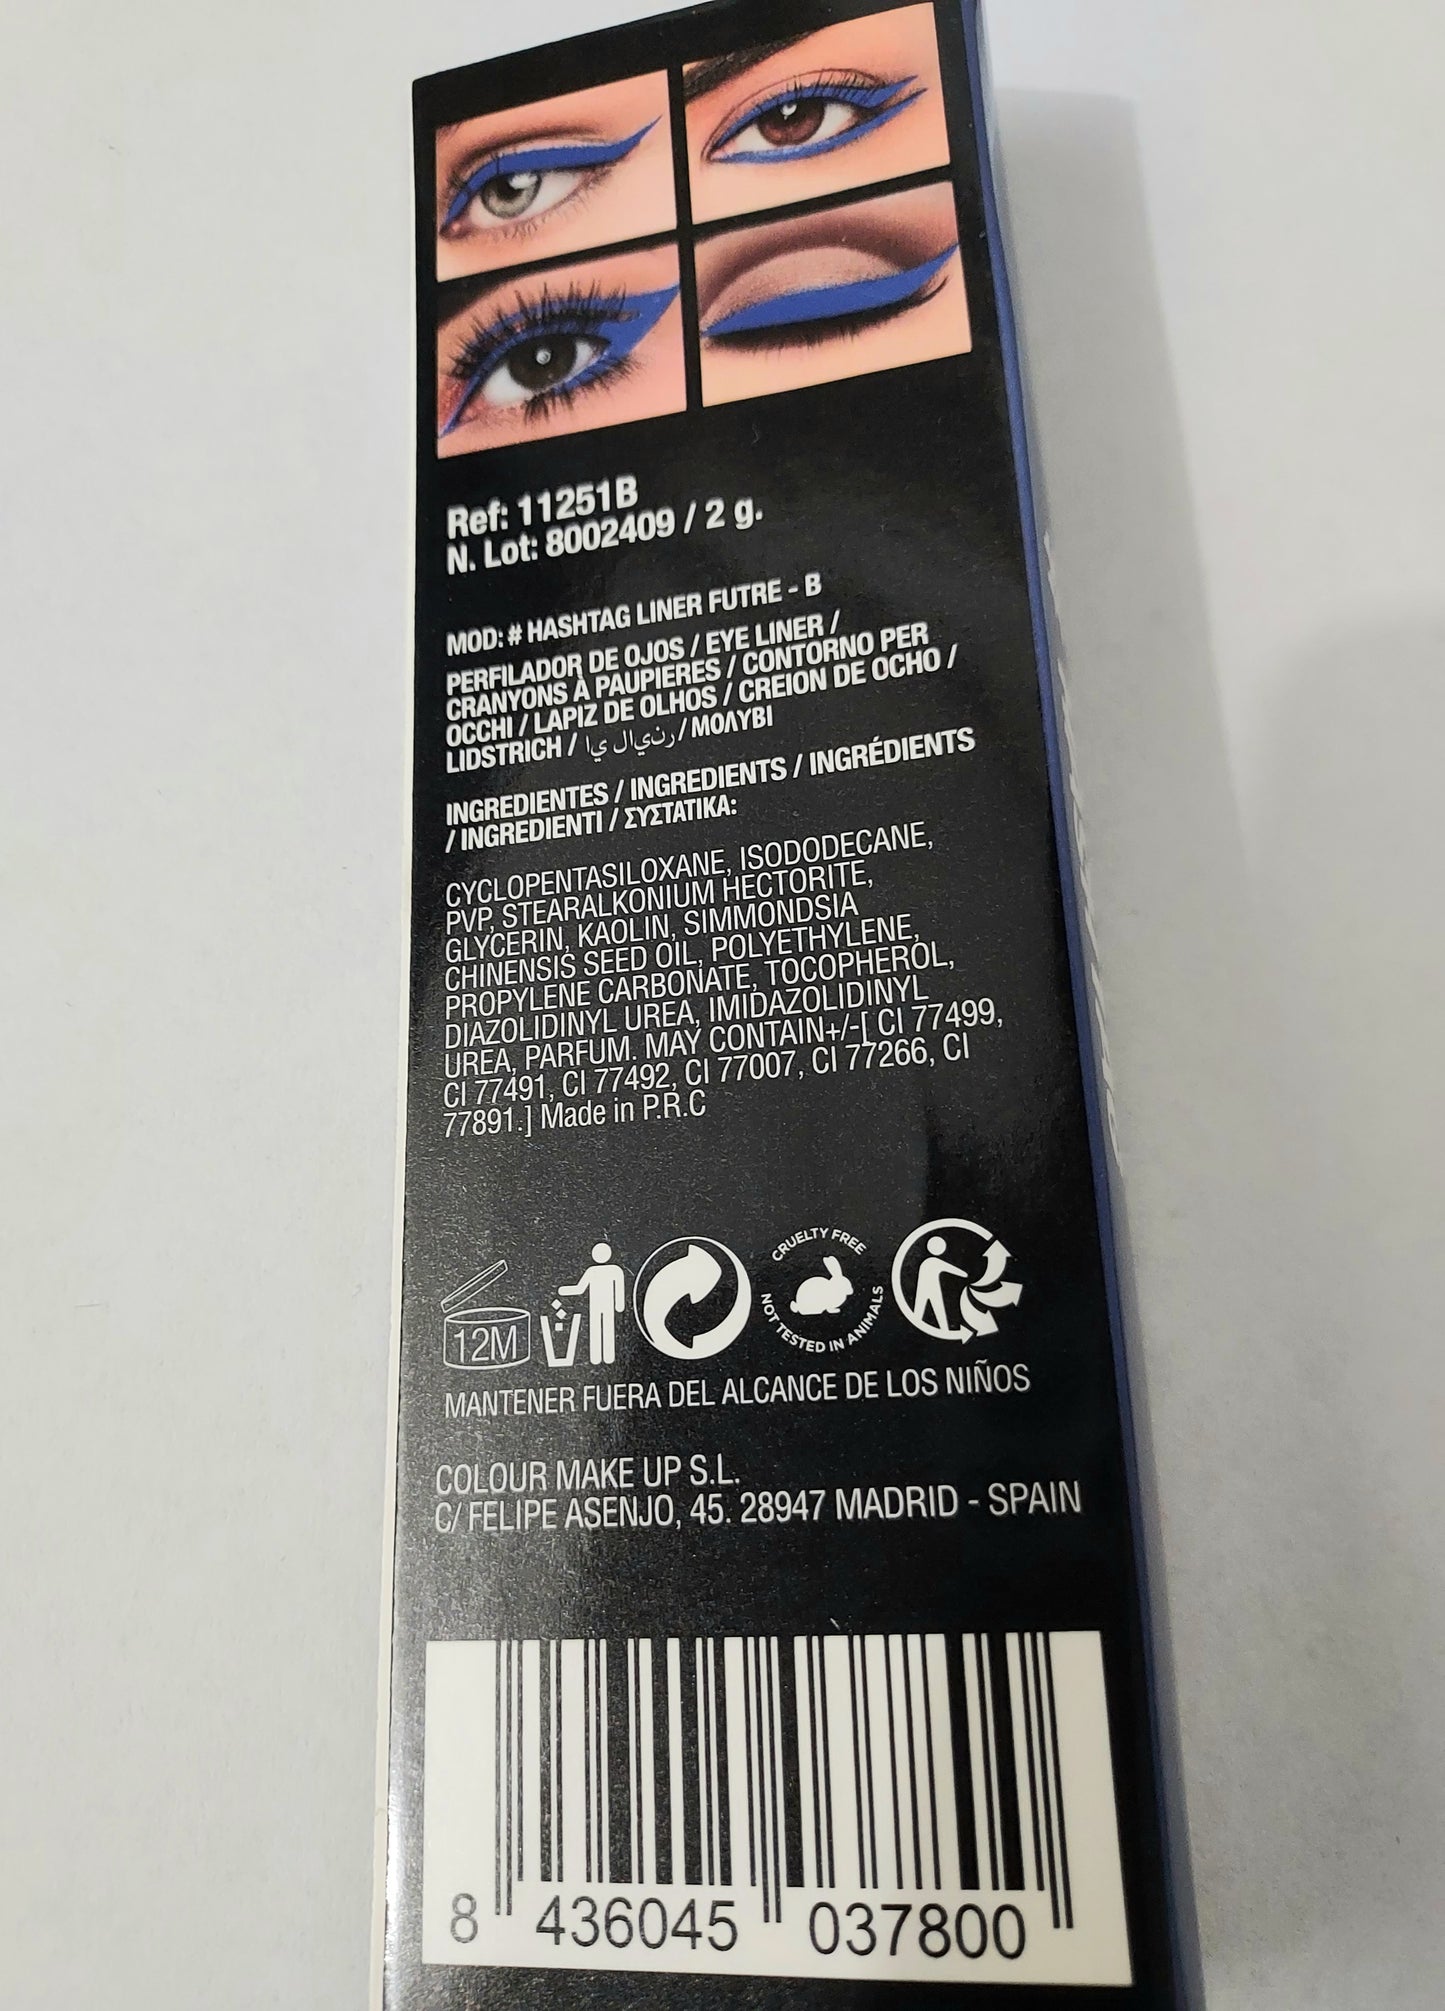 Ref: 11251B
N. Lot: 8002409 / 2 g.
MOD: # HASHTAG LINER FUTRE - B
PERFILADOR DE OJOS / EYE LINER /
CRANYONS À PAUPIERES / CONTORNO PER
OCCHI / LAPIZ DE OLHOS / CREION DE OCHO /
LIDSTRICH / رنيال يا / ΜΟΛΥΒΙ
INGREDIENTES / INGREDIENTS / INGRÉDIENTS
/ INGREDIENTI / ΣΥΣΤΑΤΙΚΑ:
CYCLOPENTASILOXANE, ISODODECANE,
PVP, STEARALKONIUM HECTORITE,
GLYCERIN, KAOLIN, SIMMONDSIA
CHINENSIS SEED OIL, POLYETHYLENE,
PROPYLENE CARBONATE, TOCOPHEROL,
DIAZOLIDINYL UREA, IMIDAZOLIDINYL
UREA, PARFUM. MAY CONTAIN+/-[ CI 77499,
CI 77491, CI 77492, CI 77007, CI 77266, CI
77891.] Made in P.R.C
12M
CRUELTY FREE
NOT TESTED IN ANIMALS
MANTENER FUERA DEL ALCANCE DE LOS NIÑOS
COLOUR MAKE UP S.L.
C/ FELIPE ASENJO, 45. 28947 MADRID - SPAIN
8 436045 037800